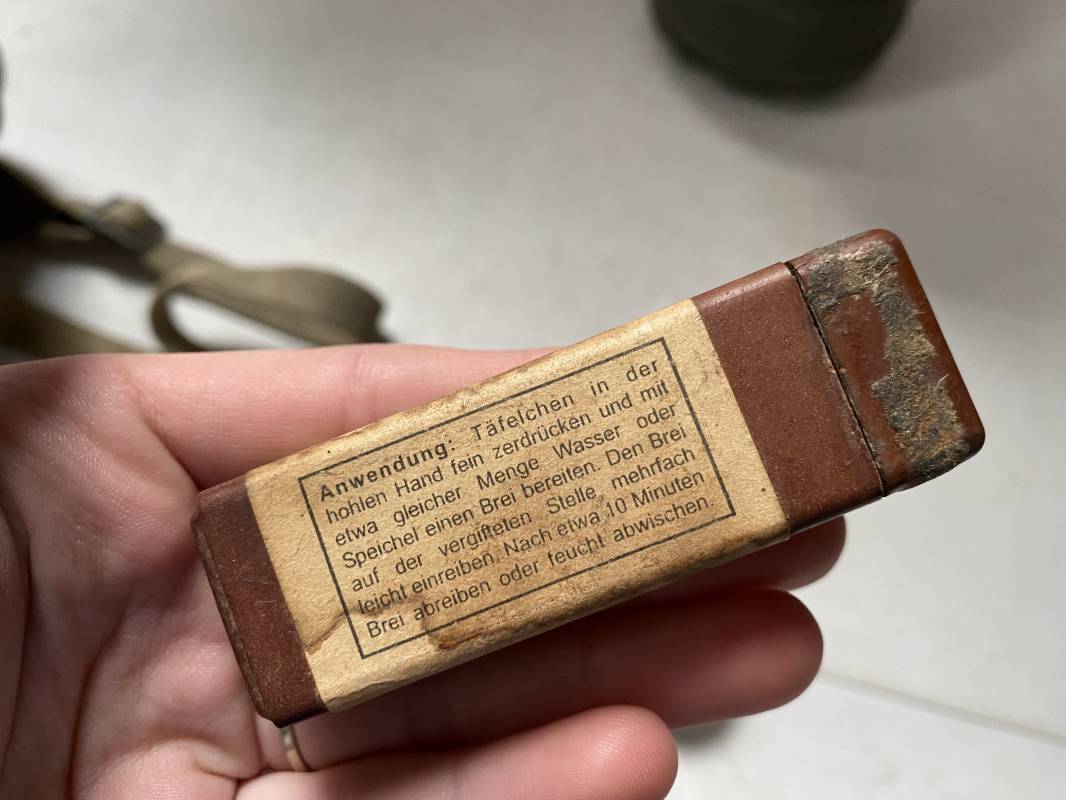 Anwendung: Täfelchen in der
hohlen Hand fein zerdrücken und mit
etwa gleicher Menge Wasser oder
Speichel einen Brei bereiten. Den Brei
auf der vergifteten Stelle mehrfach
leicht einreiben. Nach etwa 10 Minuten
Brei abreiben oder feucht abwischen.